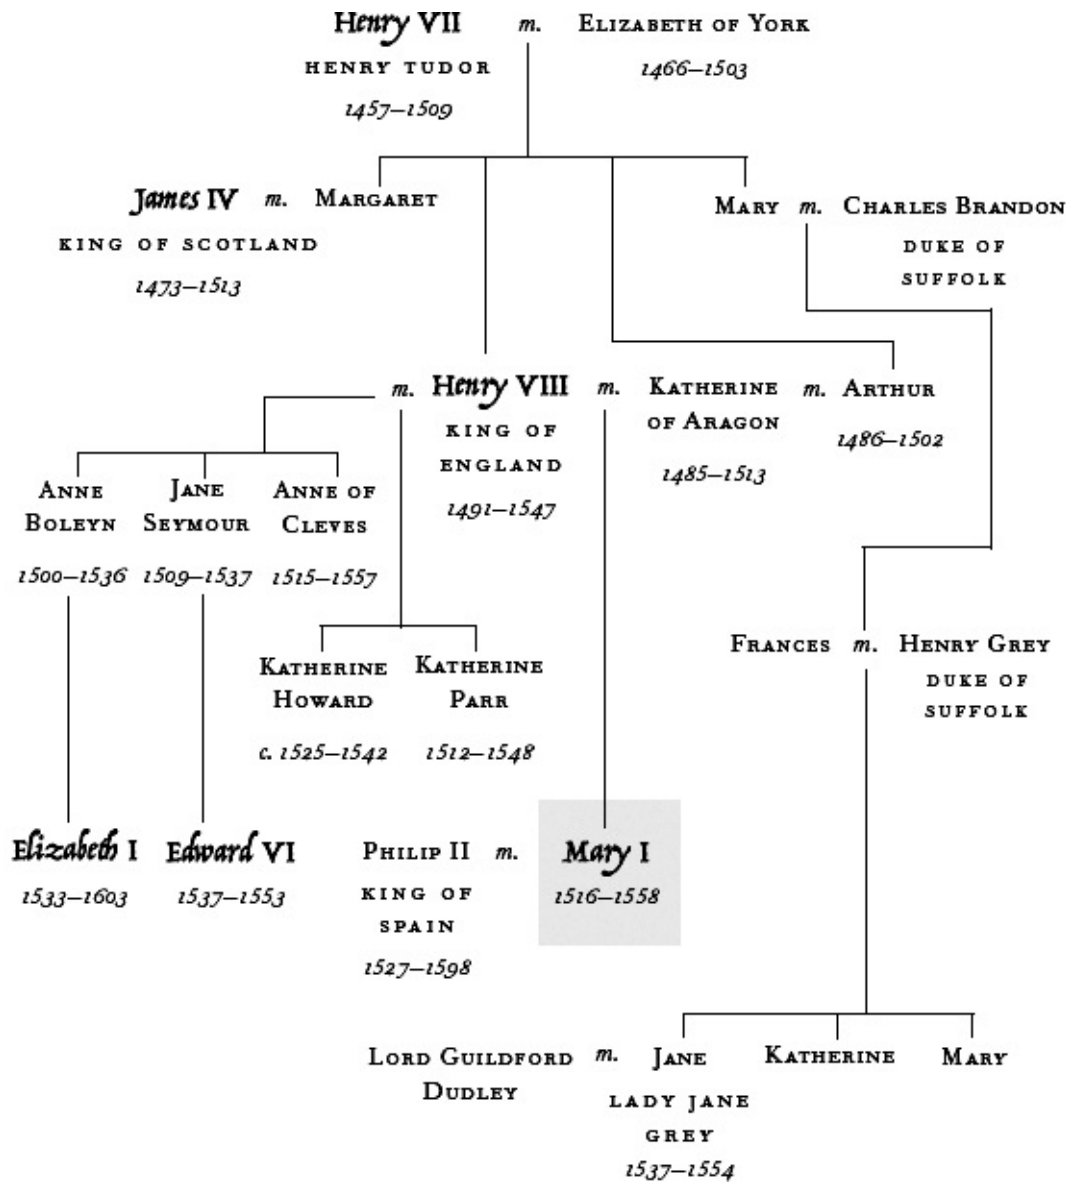 Henry VII m. Elizabeth of York
HENRY TUDOR
1466–1503
1457–1509
James IV m. Margaret
Mary m. Charles Brandon
KING OF SCOTLAND
DUKE OF
SUFFOLK
1473–1513
m. Henry VIII m. Katherine
of Aragon
m. Arthur
KING OF
ENGLAND
1486–1502
1485–1513
1491–1547
Anne
Boleyn
Jane
Seymour
Anne of
Cleves
1500–1536
1509–1537
1515–1557
Frances m. Henry Grey
DUKE OF
SUFFOLK
Katherine
Howard
Katherine
Parr
c. 1525–1542
1512–1548
Elizabeth I
1533–1603
Edward VI
1537–1553
Philip II m. Mary I
KING OF
SPAIN
1516–1558
1527–1598
Lord Guildford
Dudley
m. Jane
Katherine
Mary
LADY JANE
GREY
1537–1554